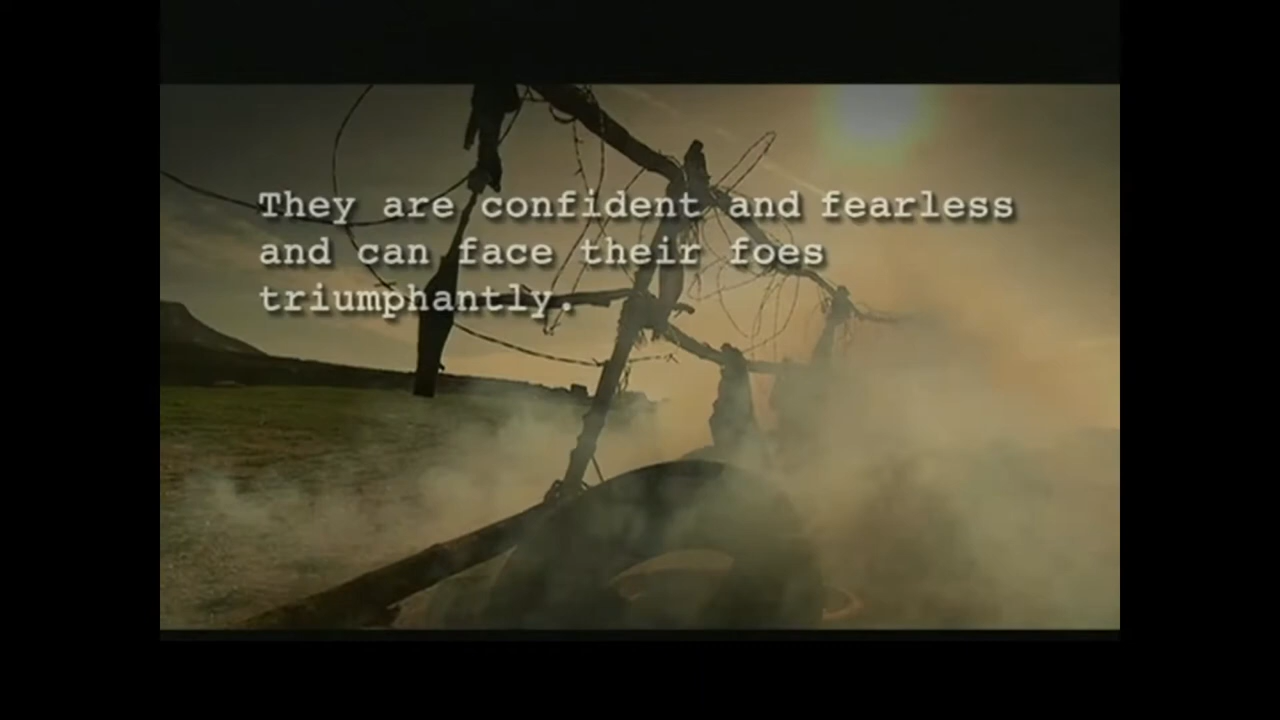 They are confident and fearless
and can face their foes
triumphantly.